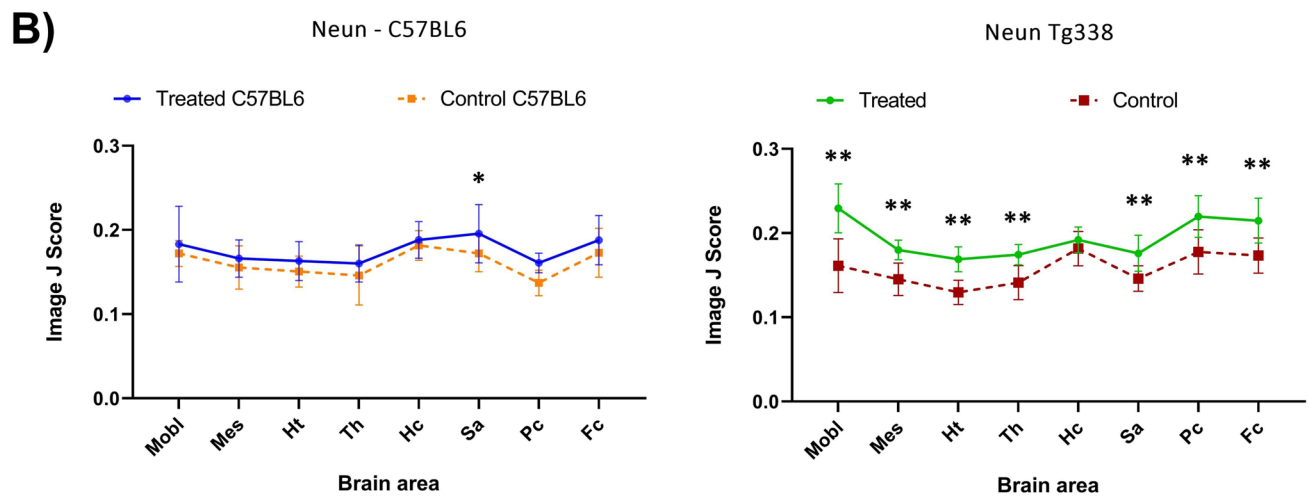 B)
Neun - C57BL6
Treated C57BL6
Control C57BL6
Image J Score
0.3
*
0.2
0.1
0.0
Mobl
Mes
Ht
Th
Hc
Sa
Pc
Fc
Brain area
Neun Tg338
Treated
Control
Image J Score
0.3
**
**
**
**
**
**
**
0.2
0.1
0.0
Mobl
Mes
Ht
Th
Hc
Sa
Pc
Fc
Brain area